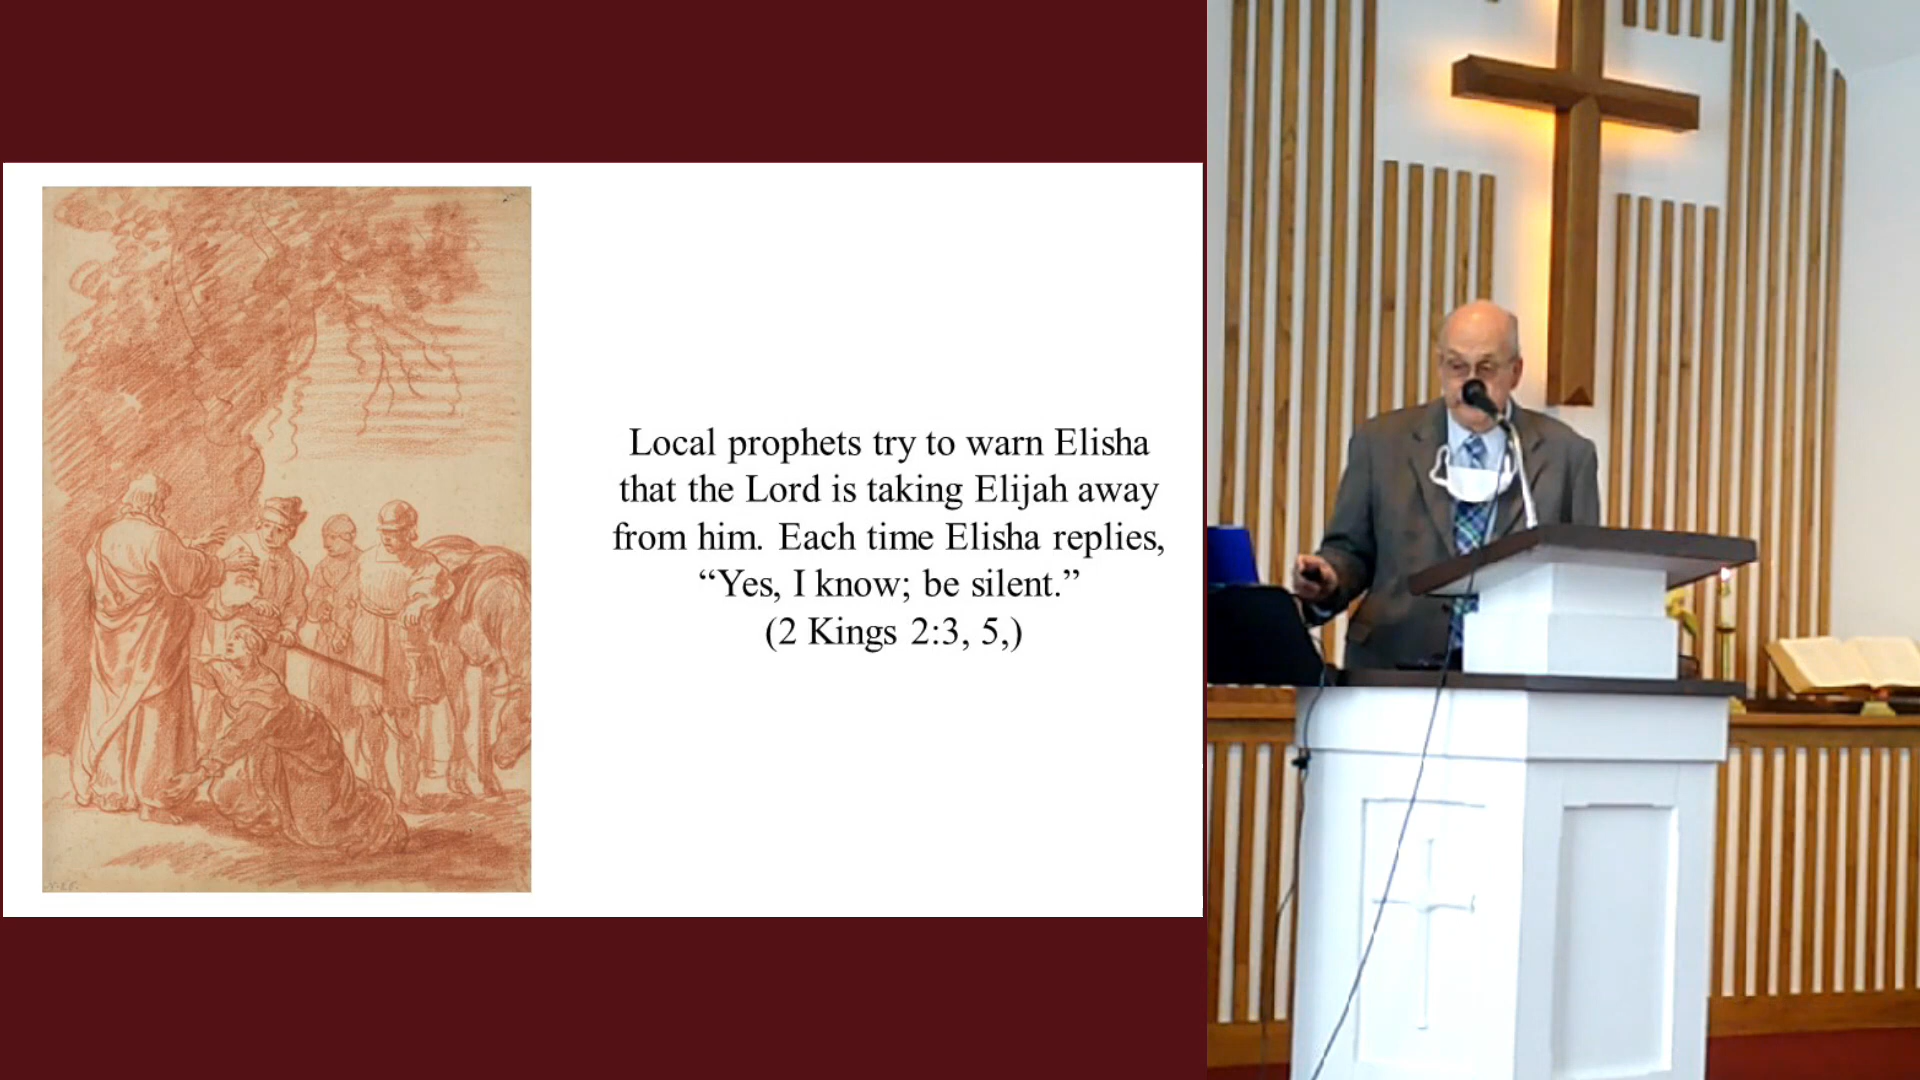 Local prophets try to warn Elisha
that the Lord is taking Elijah away
from him. Each time Elisha replies,
“Yes, I know; be silent.”
(2 Kings 2:3, 5,)